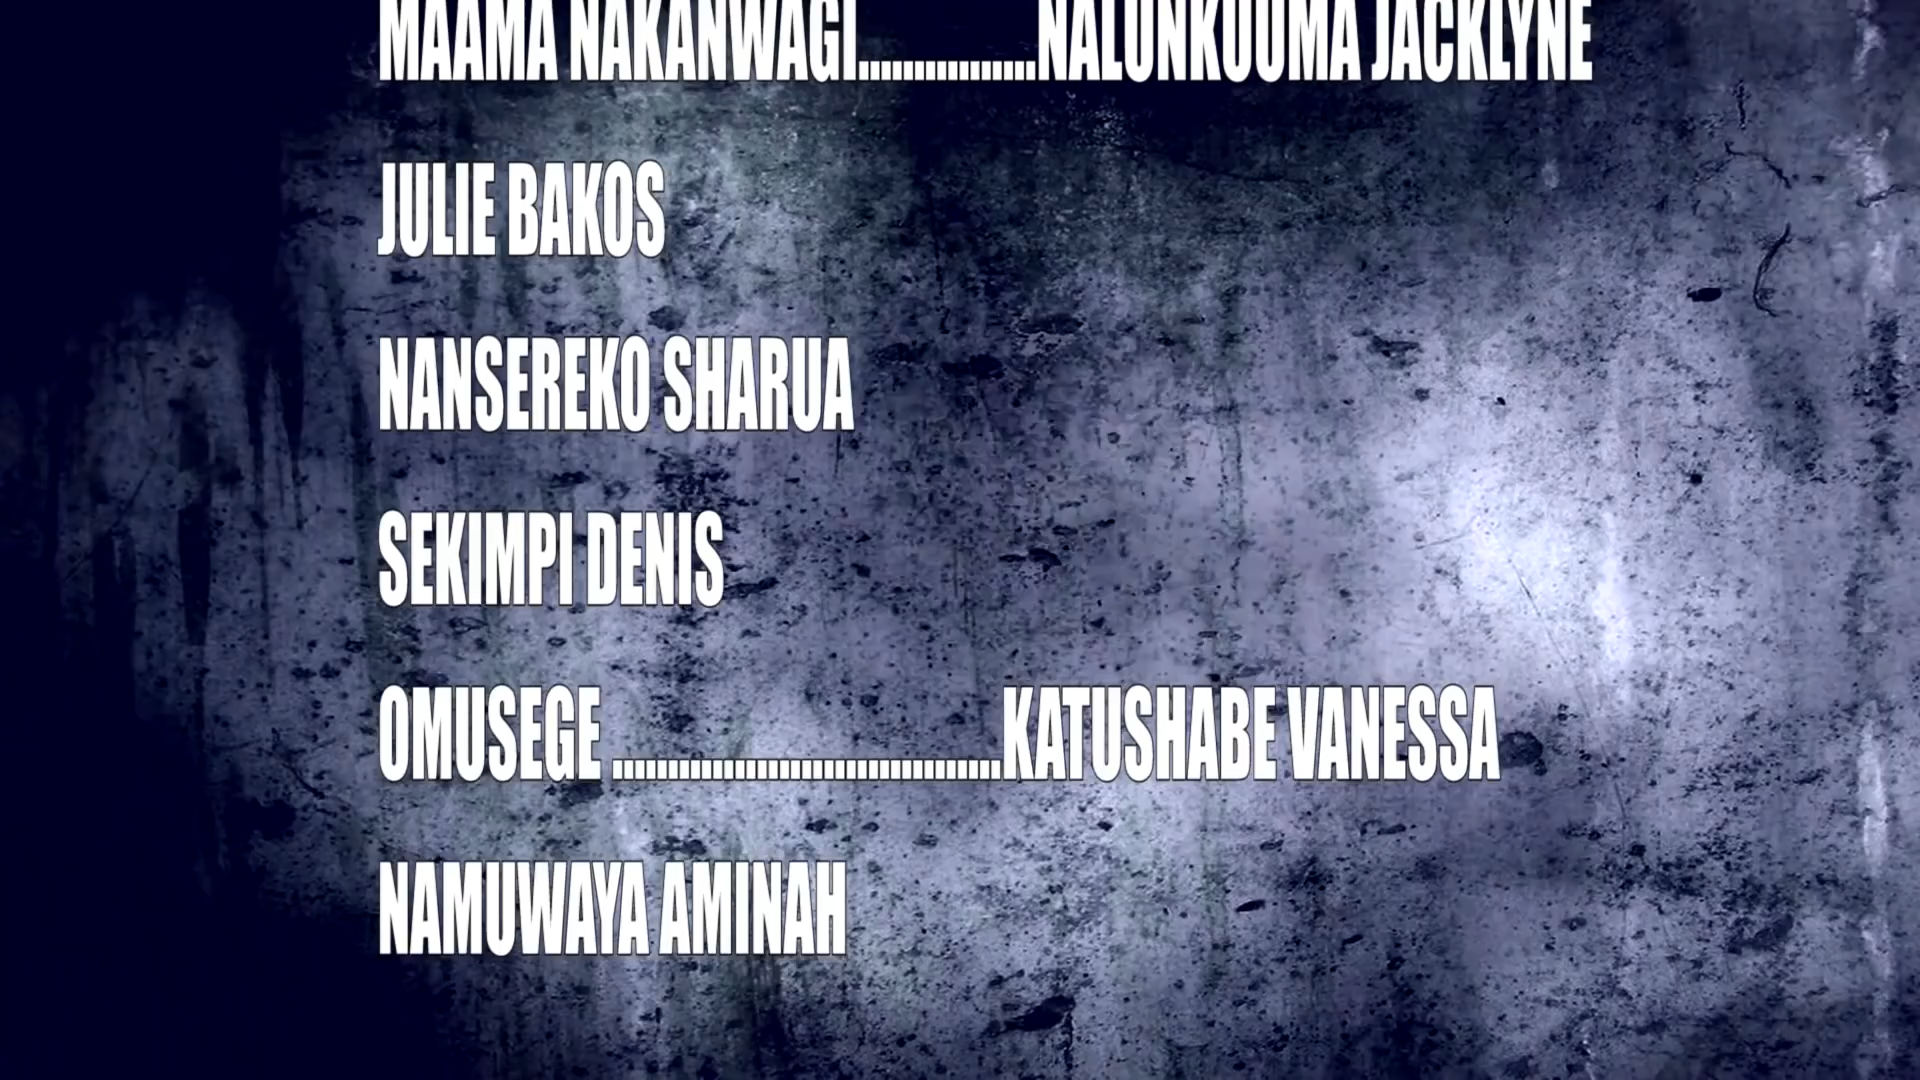 MAAMA NAKANWAGI................NALUNKUUMA JACKLYNE
JULIE BAKOS
NANSEREKO SHARUA
SEKIMPI DENIS
OMUSEGE ...................................KATUSHABE VANESSA
NAMUWAYA AMINAH